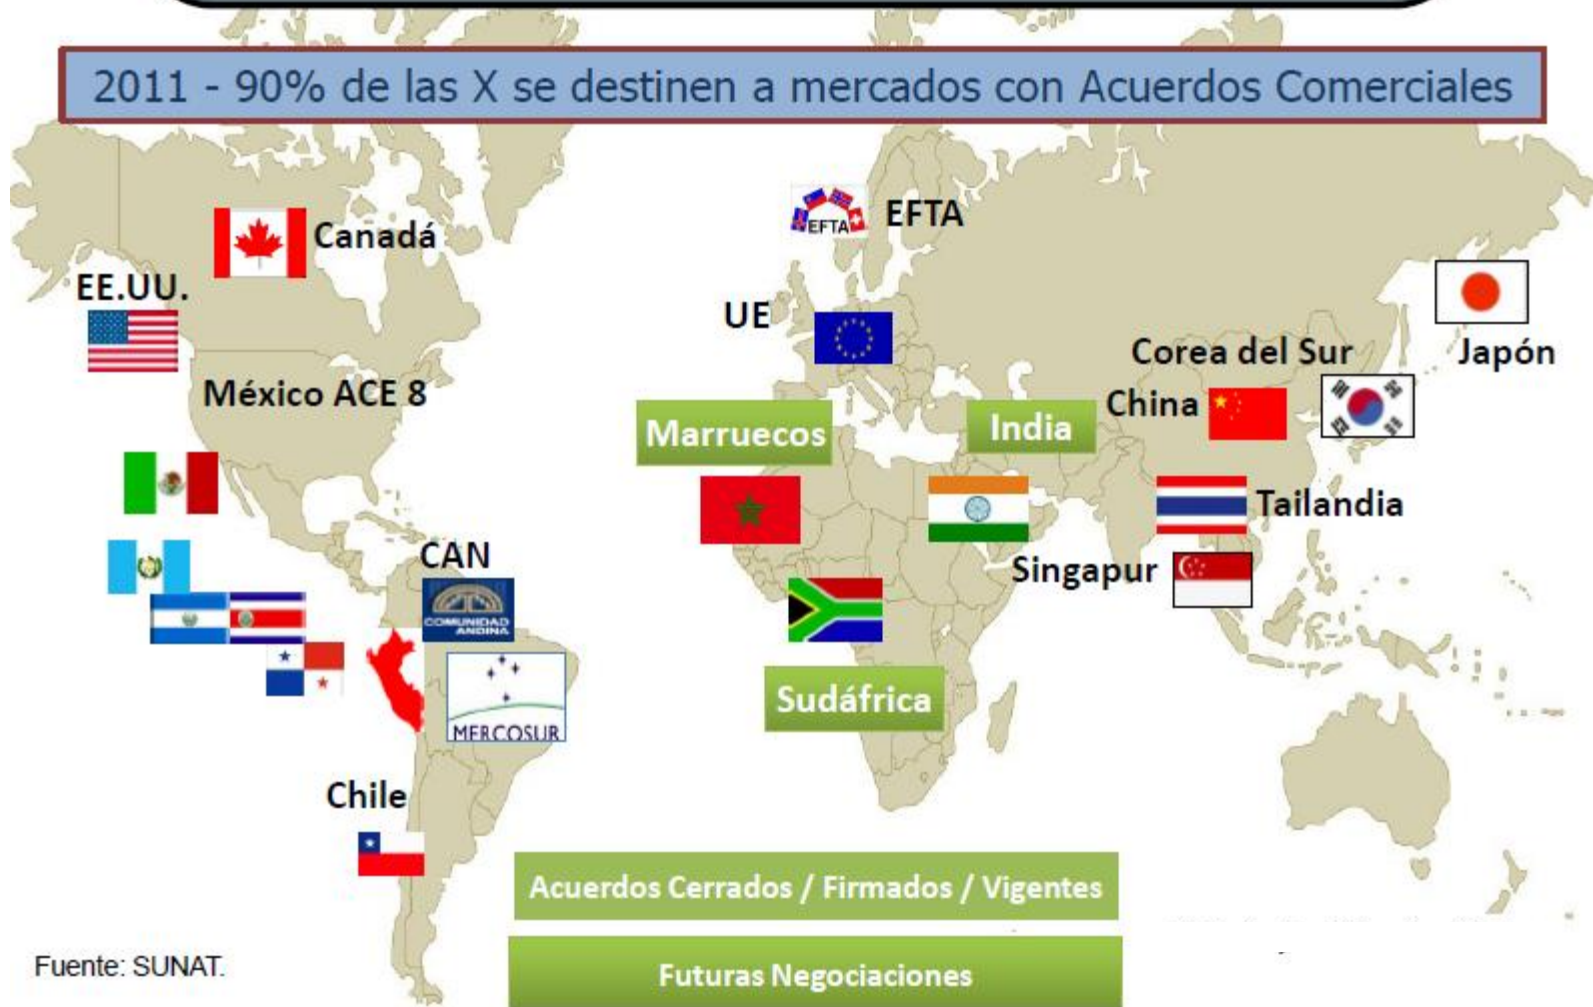 2011 - 90% de las X se destinen a mercados con Acuerdos Comerciales
EFTA
EFTA
Canadá
EE.UU.
UE
Japón
Corea del Sur
México ACE 8
China
Marruecos
India
Tailandia
CAN
Singapur
COMUNIDAD
ANDINA
Sudáfrica
MERCOSUR
Chile
Acuerdos Cerrados / Firmados / Vigentes
Fuente: SUNAT.
Futuras Negociaciones